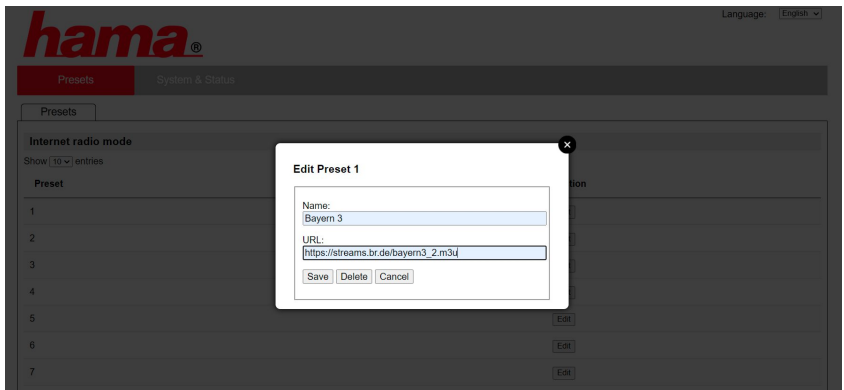 Language: English
hama®
Presets System & Status
Presets
Internet radio mode
Show 10 entries
Preset
tion
Edit Preset 1
Name:
Bayern 3
URL:
https://streams.br.de/bayern3_2.m3u
Save Delete Cancel
1
2
3
4
5 Edit
6 Edit
7 Edit